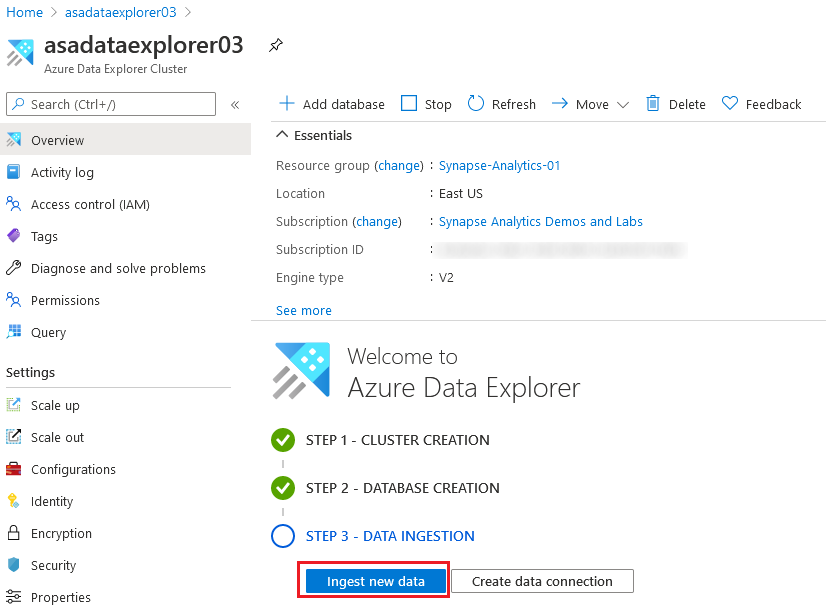 Home > asadataexplorer03 >
asadataexplorer03
Azure Data Explorer Cluster
Search (Ctrl+/)
«
Overview
Activity log
Access control (IAM)
Tags
Diagnose and solve problems
Permissions
Query
Settings
Scale up
Scale out
Configurations
Identity
Encryption
Security
Properties
Add database Stop Refresh Move Delete Feedback
Essentials
Resource group (change) : Synapse-Analytics-01
Location : East US
Subscription (change) : Synapse Analytics Demos and Labs
Subscription ID :
Engine type : V2
See more
Welcome to
Azure Data Explorer
STEP 1 - CLUSTER CREATION
STEP 2 - DATABASE CREATION
STEP 3 - DATA INGESTION
Ingest new data Create data connection